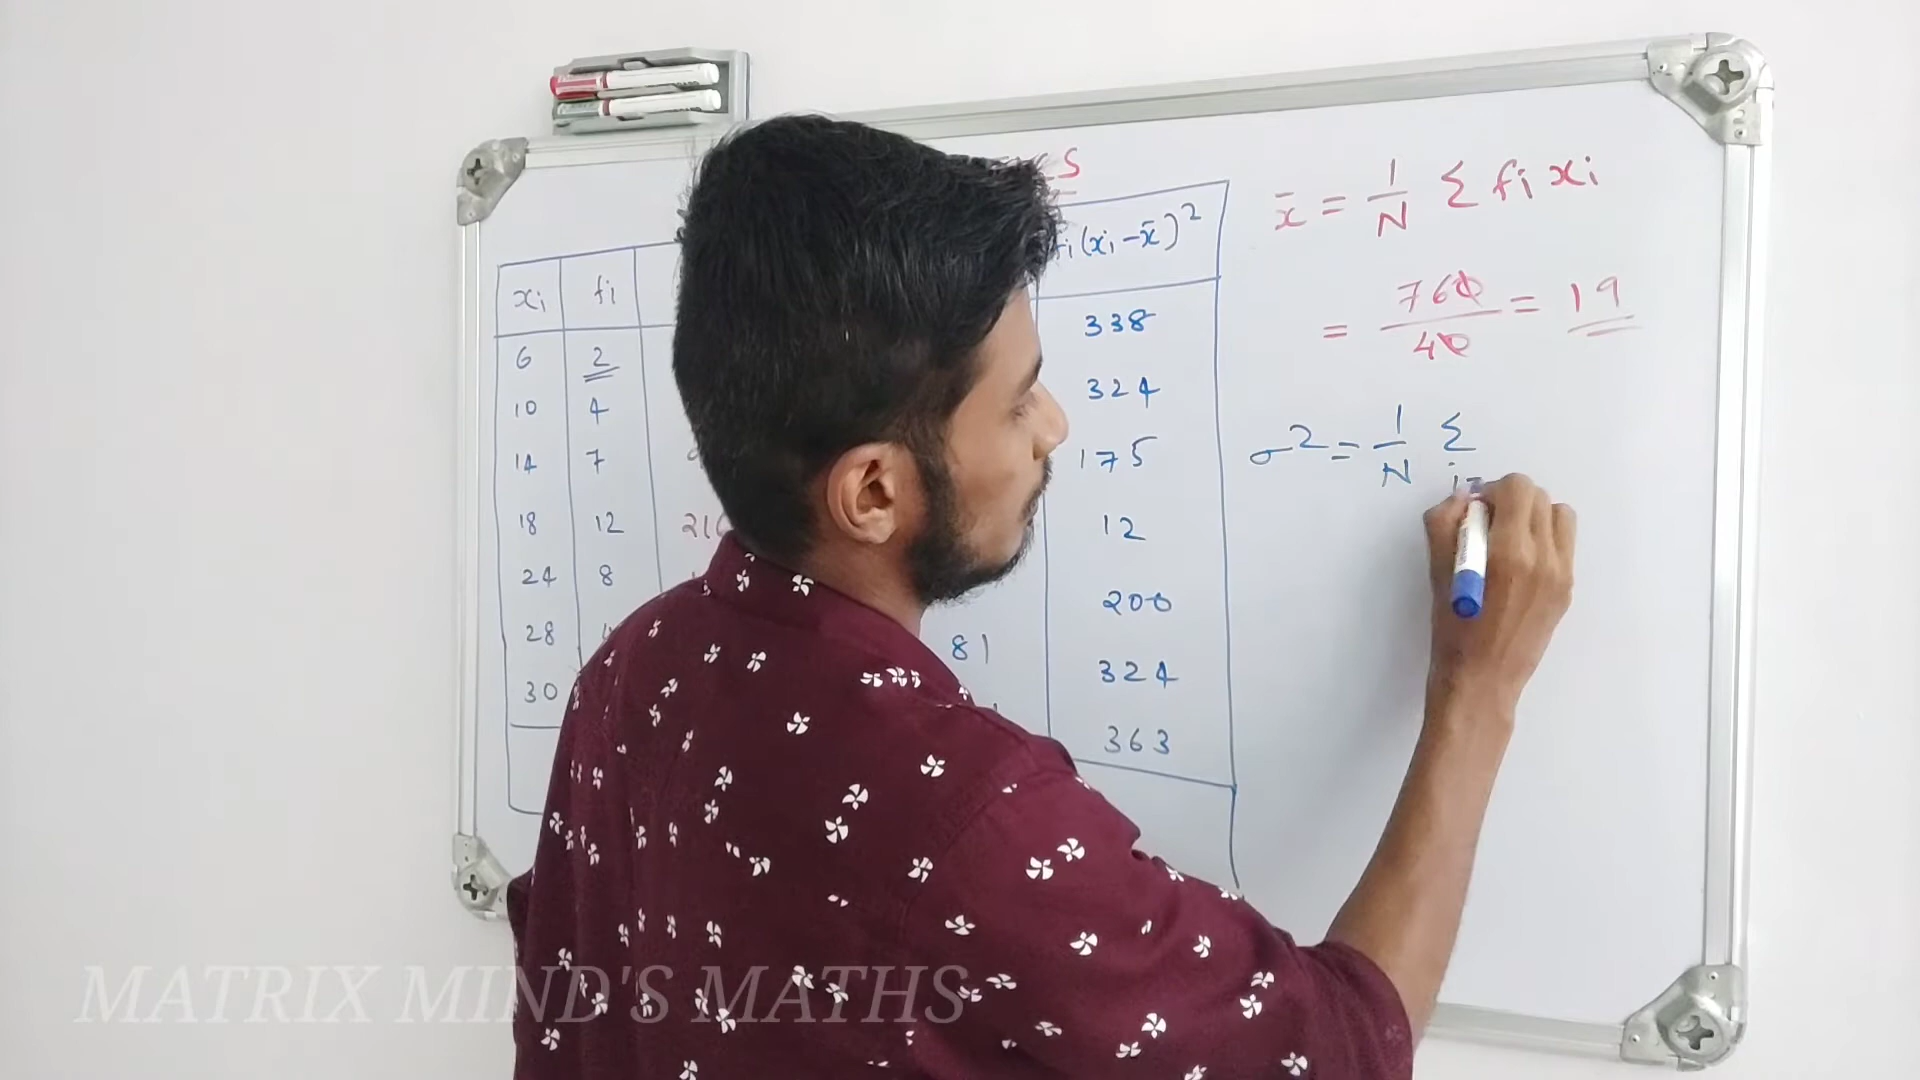 x̄ = 1/N Σ fi xi
xi fi fi(xi - x̄)²
= 760/40 = 19
6 2 338
10 4 324
14 7 175
σ² = 1/N Σ i=
18 12 12
24 8 200
28 81 324
30 363
MATRIX MIND'S MATHS